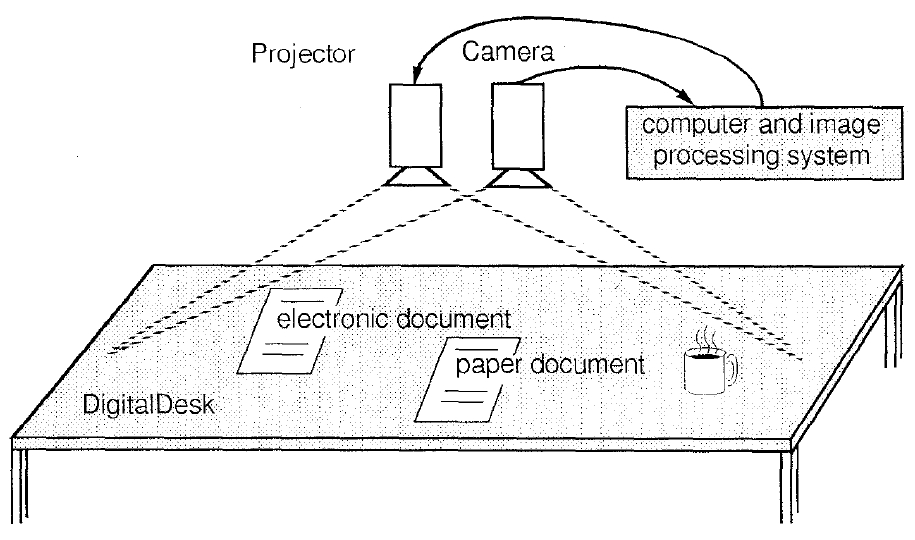 Projector
Camera
computer and image
processing system
electronic document
paper document
DigitalDesk